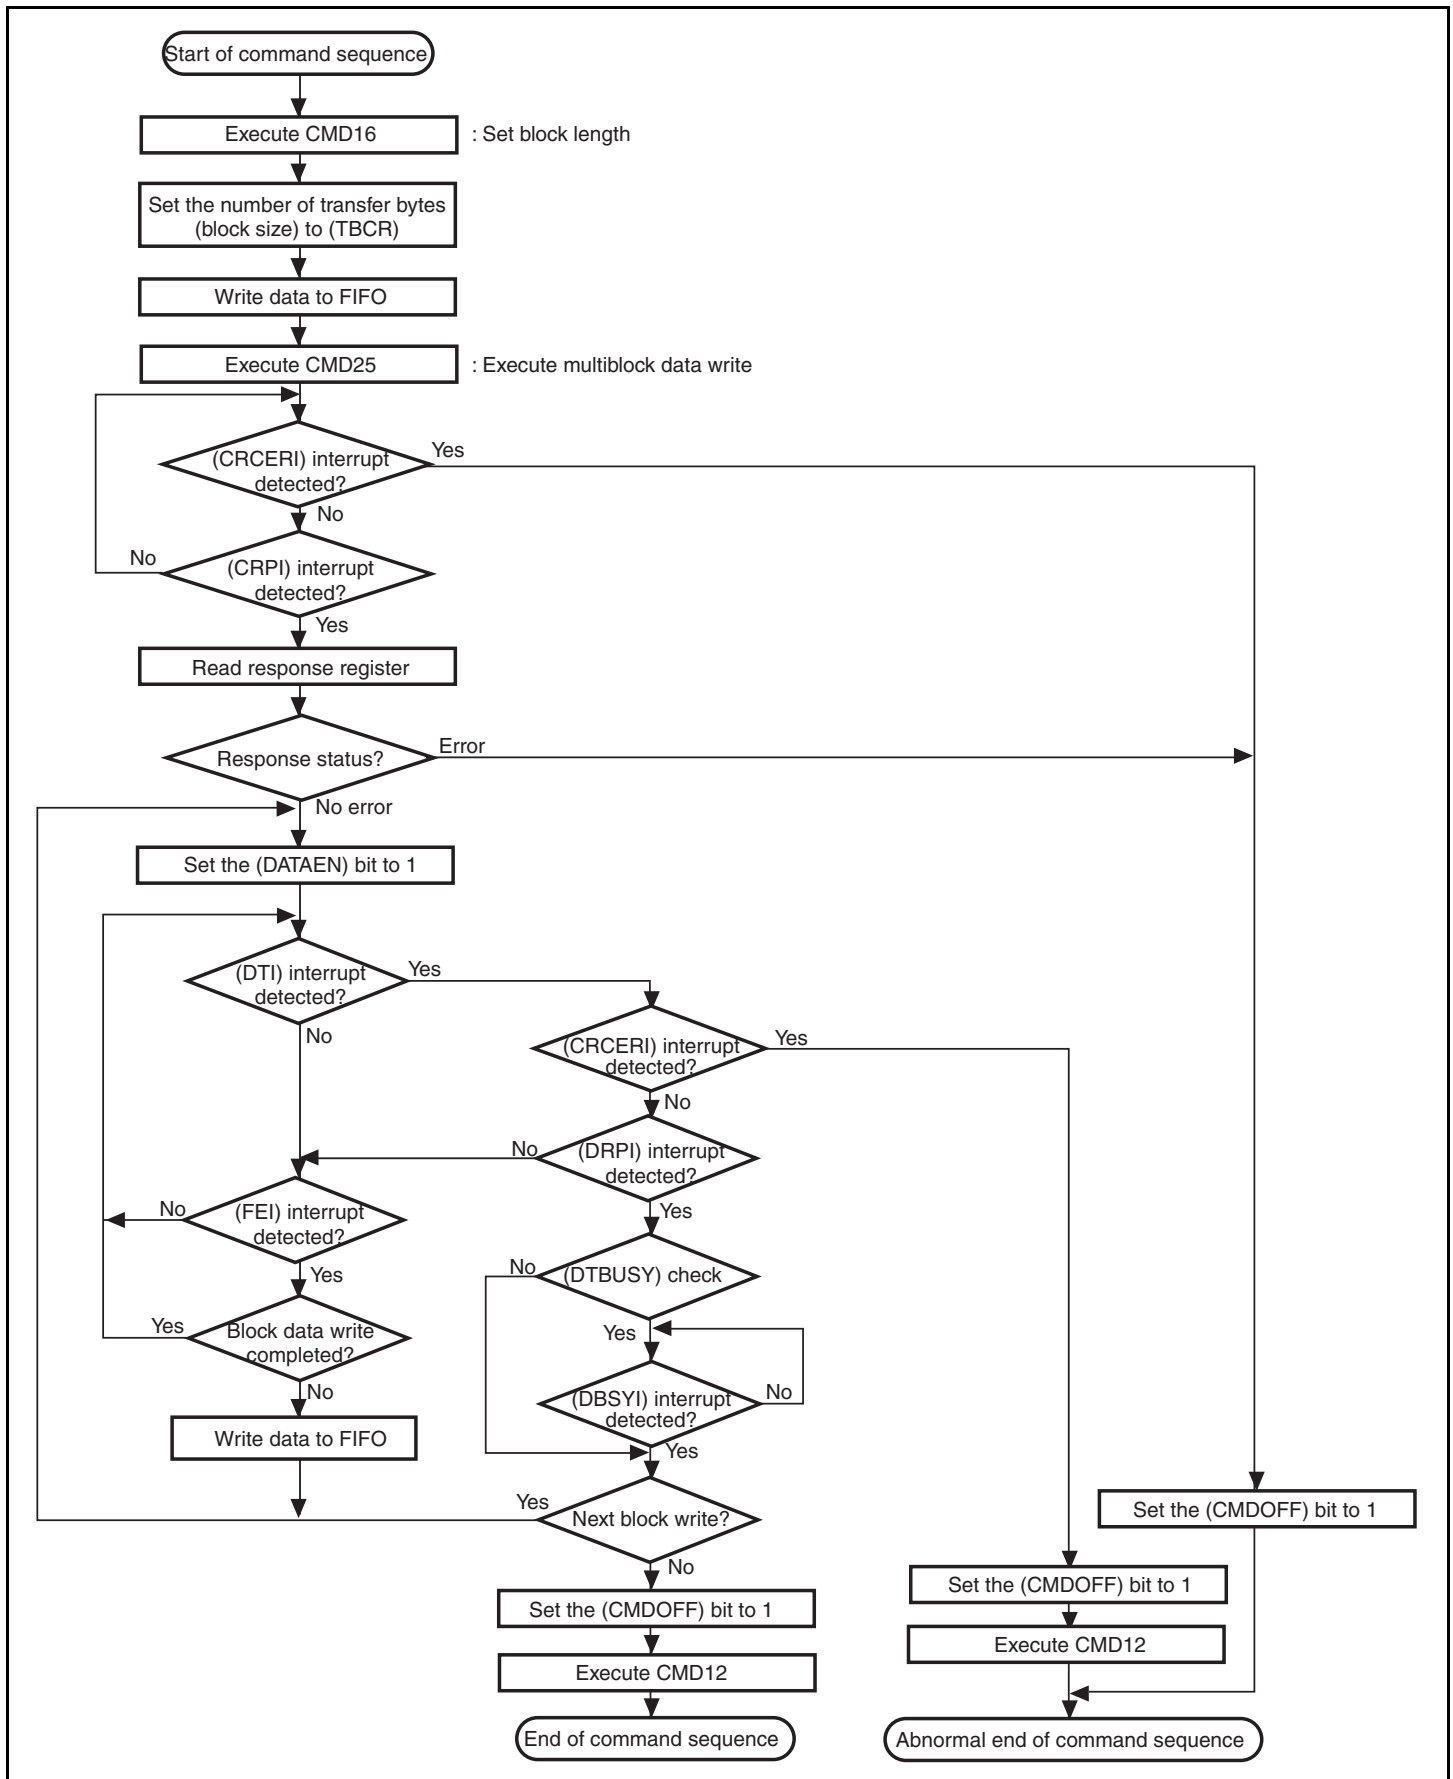 Start of command sequence
Execute CMD16
: Set block length
Set the number of transfer bytes
(block size) to (TBCR)
Write data to FIFO
Execute CMD25
: Execute multiblock data write
(CRCERI) interrupt
detected?
Yes
No
(CRPI) interrupt
detected?
No
Yes
Read response register
Response status?
Error
No error
Set the (DATAEN) bit to 1
(DTI) interrupt
detected?
Yes
No
(CRCERI) interrupt
detected?
Yes
No
(DRPI) interrupt
detected?
No
Yes
(FEI) interrupt
detected?
No
Yes
(DTBUSY) check
No
Yes
Block data write
completed?
Yes
No
(DBSYI) interrupt
detected?
No
Yes
Write data to FIFO
Next block write?
Yes
No
Set the (CMDOFF) bit to 1
Set the (CMDOFF) bit to 1
Set the (CMDOFF) bit to 1
Execute CMD12
Execute CMD12
End of command sequence
Abnormal end of command sequence